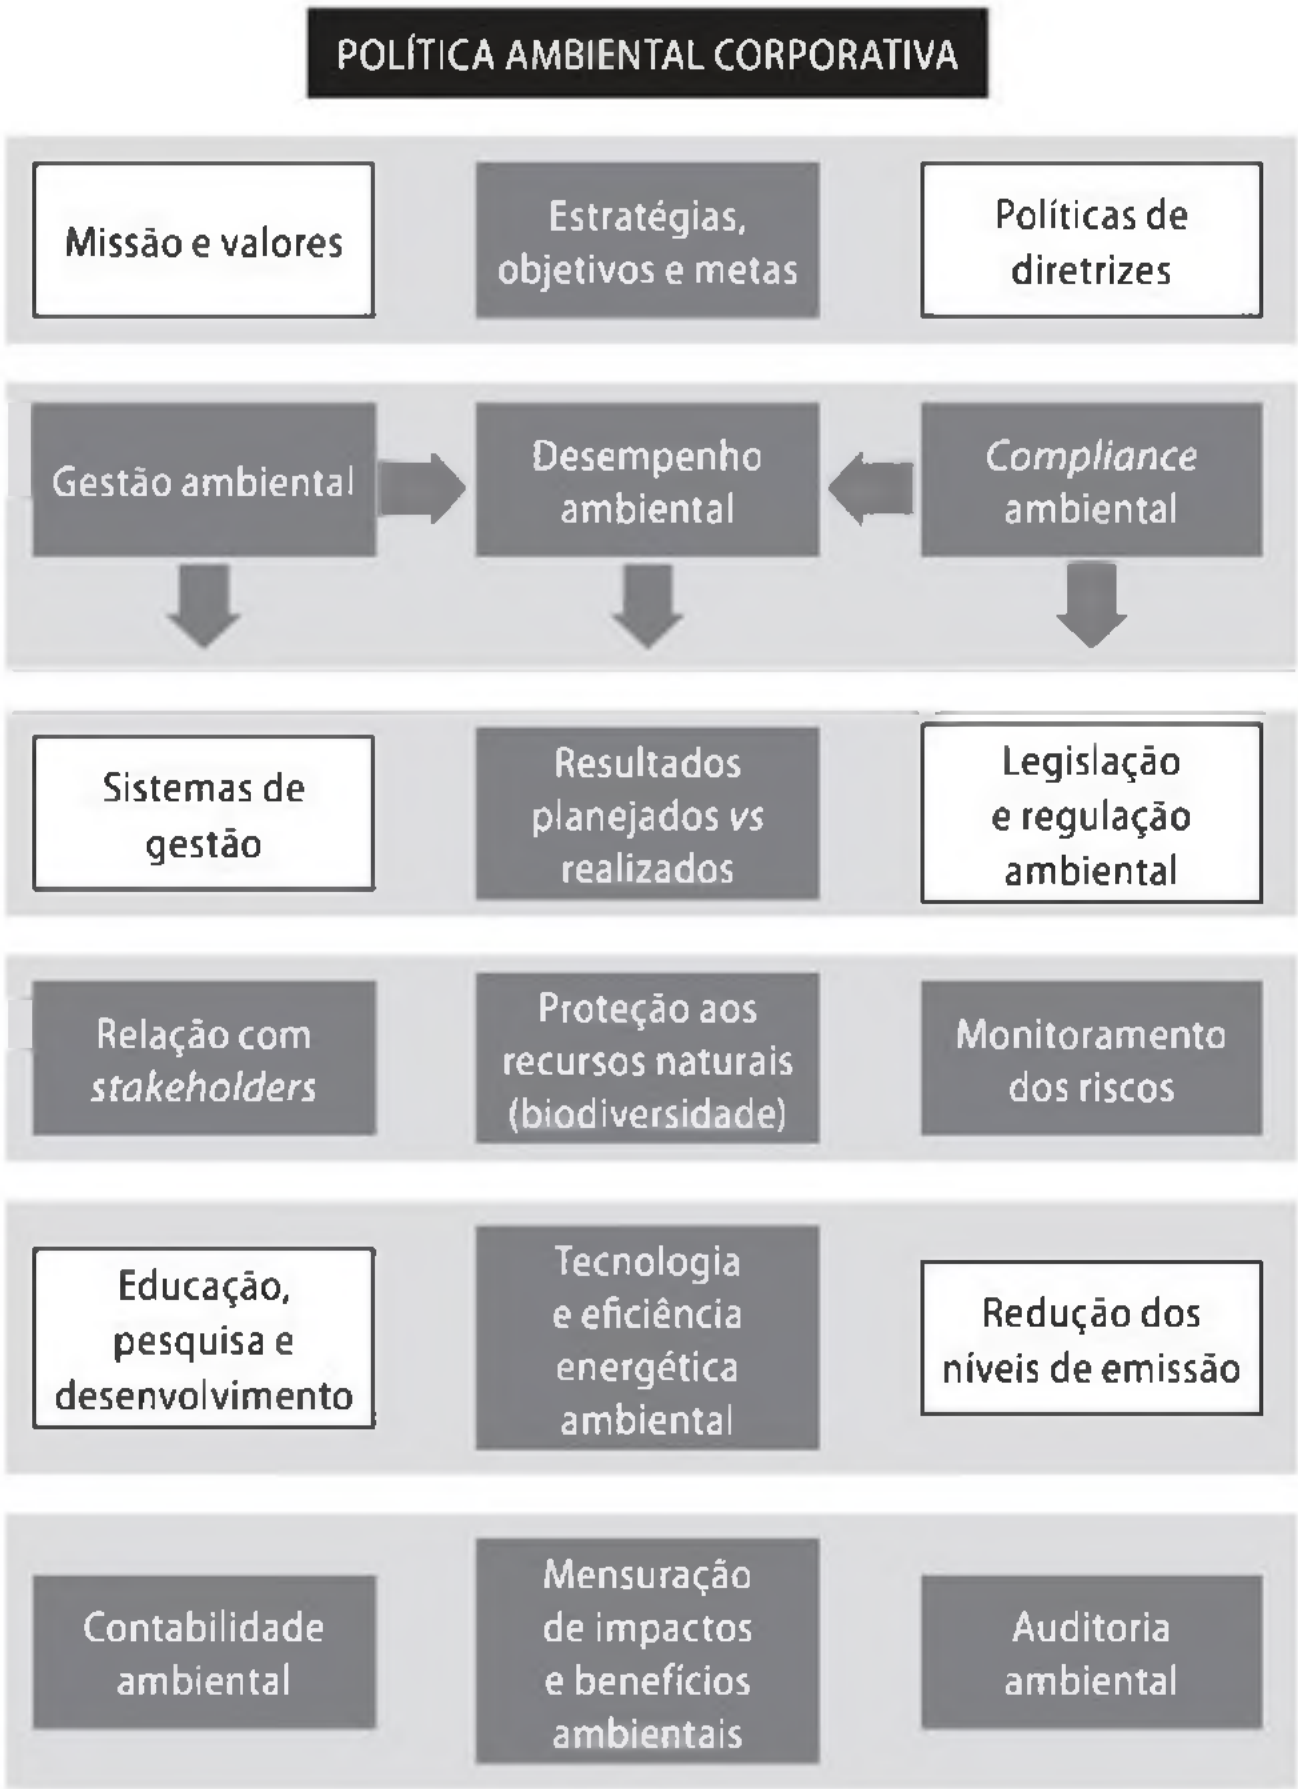 POLÍTICA AMBIENTAL CORPORATIVA
Missão e valores
Estratégias,
objetivos e metas
Políticas de
diretrizes
Gestão ambiental
Desempenho
ambiental
Compliance
ambiental
Sistemas de
gestão
Resultados
planejados vs
realizados
Legislação
e regulação
ambiental
Relação com
stakeholders
Proteção aos
recursos naturais
(biodiversidade)
Monitoramento
dos riscos
Educação,
pesquisa e
desenvolvimento
Tecnologia
e eficiência
energética
ambiental
Redução dos
níveis de emissão
Contabilidade
ambiental
Mensuração
de impactos
e benefícios
ambientais
Auditoria
ambiental